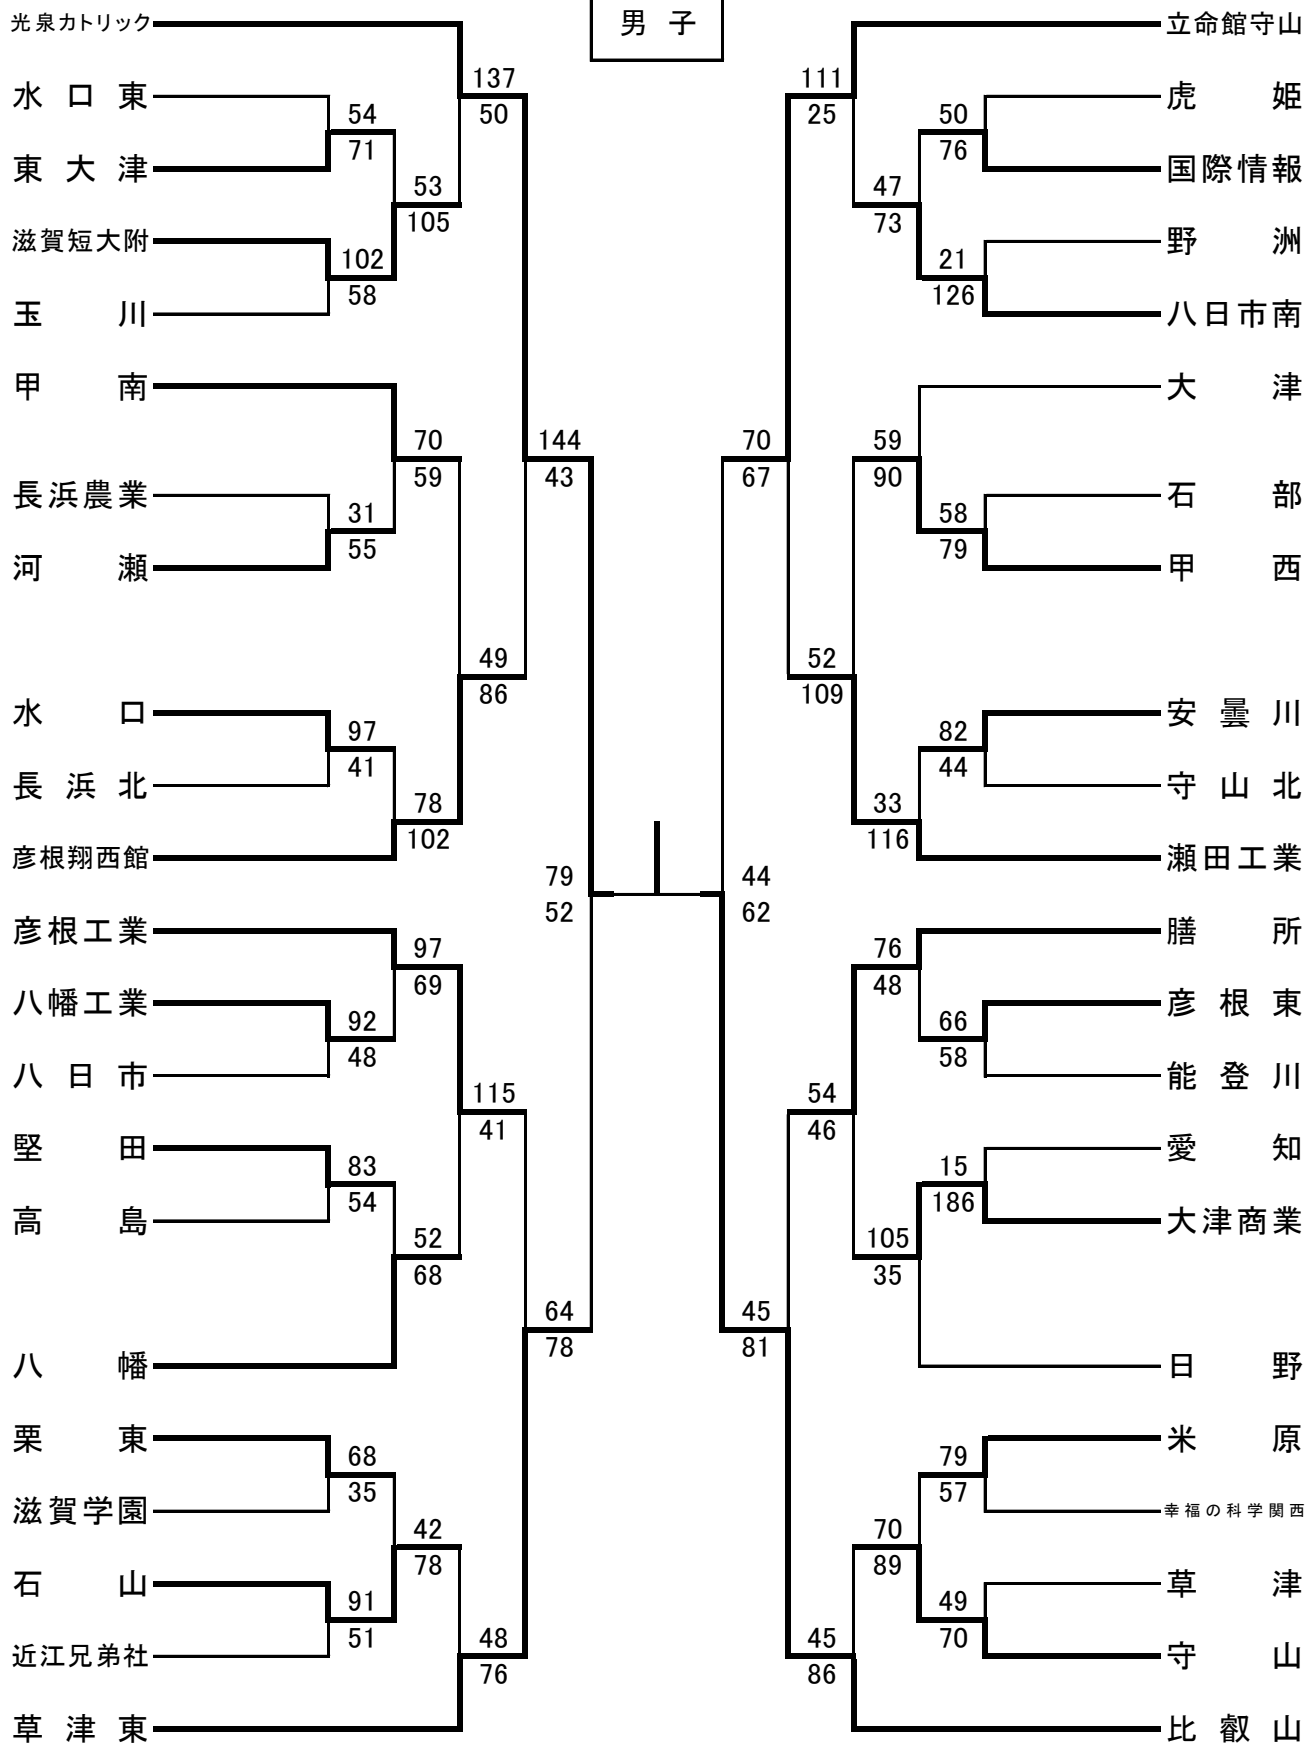 男子
光泉カトリック
137
50
水口東
54
71
東大津
53
105
滋賀短大附
102
58
玉川
甲南
70
59
144
43
長浜農業
31
55
河瀬
49
86
水口
97
41
長浜北
78
102
彦根翔西館
79
52
彦根工業
97
69
八幡工業
92
48
八日市
115
41
堅田
83
54
高島
52
68
64
78
八幡
栗東
68
35
滋賀学園
42
78
石山
91
51
近江兄弟社
48
76
草津東
立命館守山
111
25
虎姫
50
76
国際情報
47
73
野洲
21
126
八日市南
大津
70
67
59
90
石部
58
79
甲西
52
109
安曇川
82
44
守山北
33
116
瀬田工業
44
62
膳所
76
48
彦根東
66
58
能登川
54
46
愛知
15
186
大津商業
105
35
45
81
日野
米原
79
57
幸福の科学関西
70
89
草津
49
70
守山
45
86
比叡山